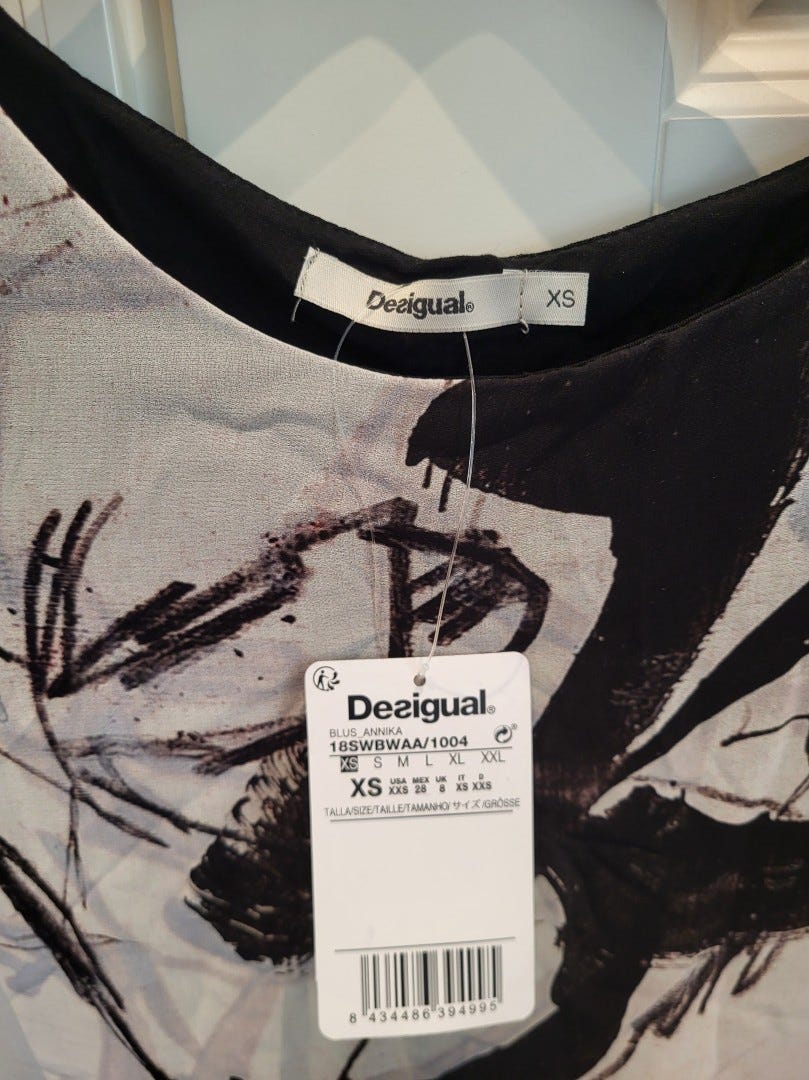 Desigual®
XS
Desigual®
BLUS_ANNIKA
18SWBWAA/1004
XS S M L XL XXL
XS USA XXS MEX 28 UK 8 IT XS D XXS
TALLA/SIZE/TAILLE/TAMANHO/サイズ/GRÖSSE
8 434486 394995